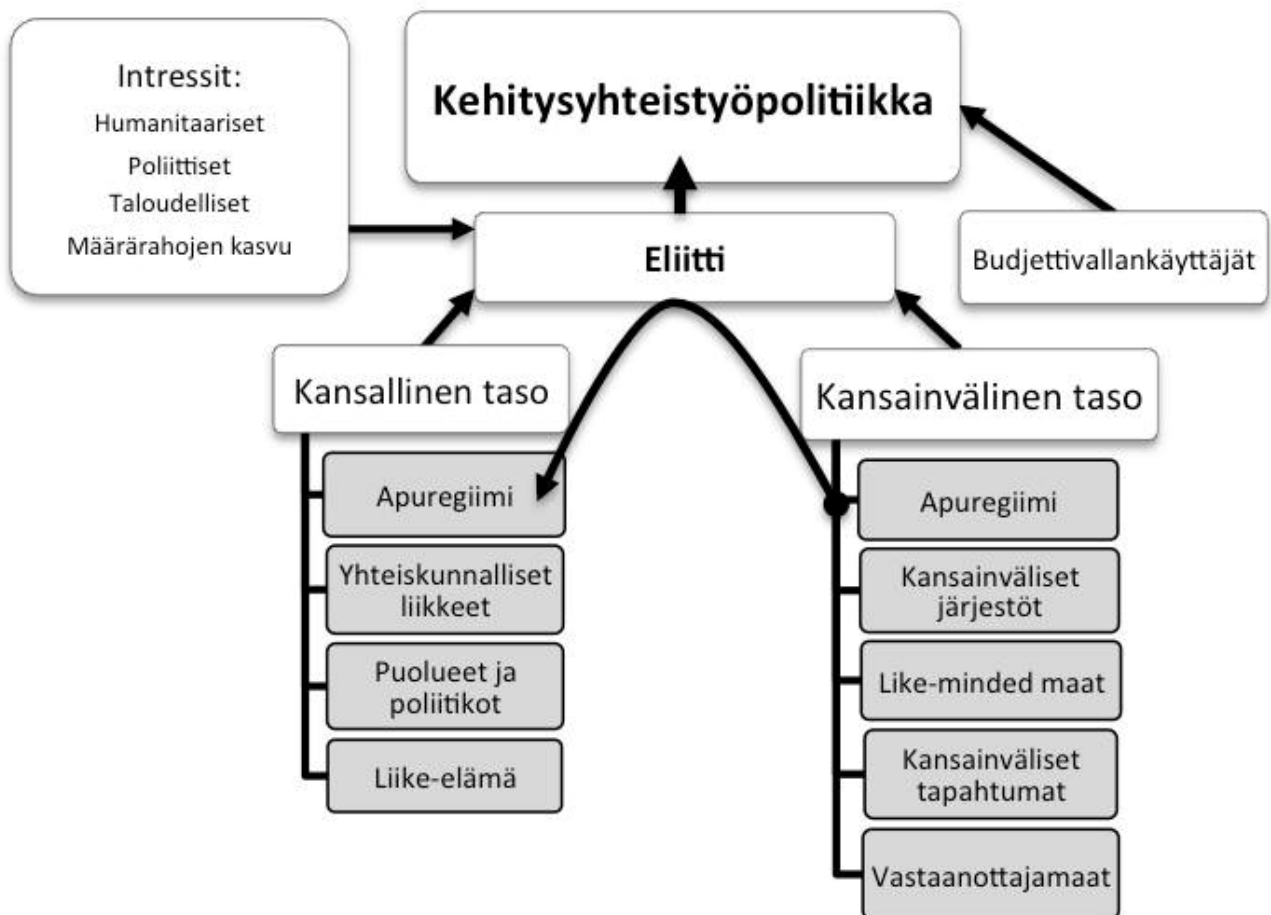 Intressit:
Humanitaariset
Poliittiset
Taloudelliset
Määrärahojen kasvu
Kehitysyhteistyöpolitiikka
Eliitti
Budjettivallankäyttäjät
Kansallinen taso
Apuregiimi
Yhteiskunnalliset
liikkeet
Puolueet ja
poliitikot
Liike-elämä
Kansainvälinen taso
Apuregiimi
Kansainväliset
järjestöt
Like-minded maat
Kansainväliset
tapahtumat
Vastaanottajamaat